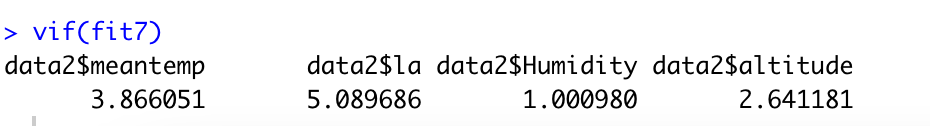 > vif(fit7)
data2$meantemp data2$la data2$Humidity data2$altitude
3.866051 5.089686 1.000980 2.641181